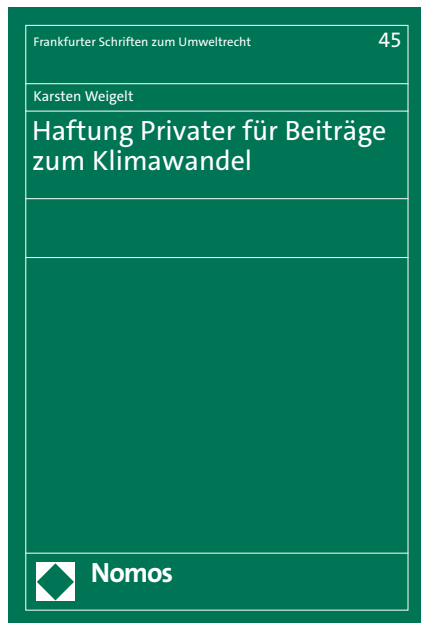 Frankfurter Schriften zum Umweltrecht 45
Karsten Weigelt
Haftung Privater für Beiträge
zum Klimawandel
Nomos